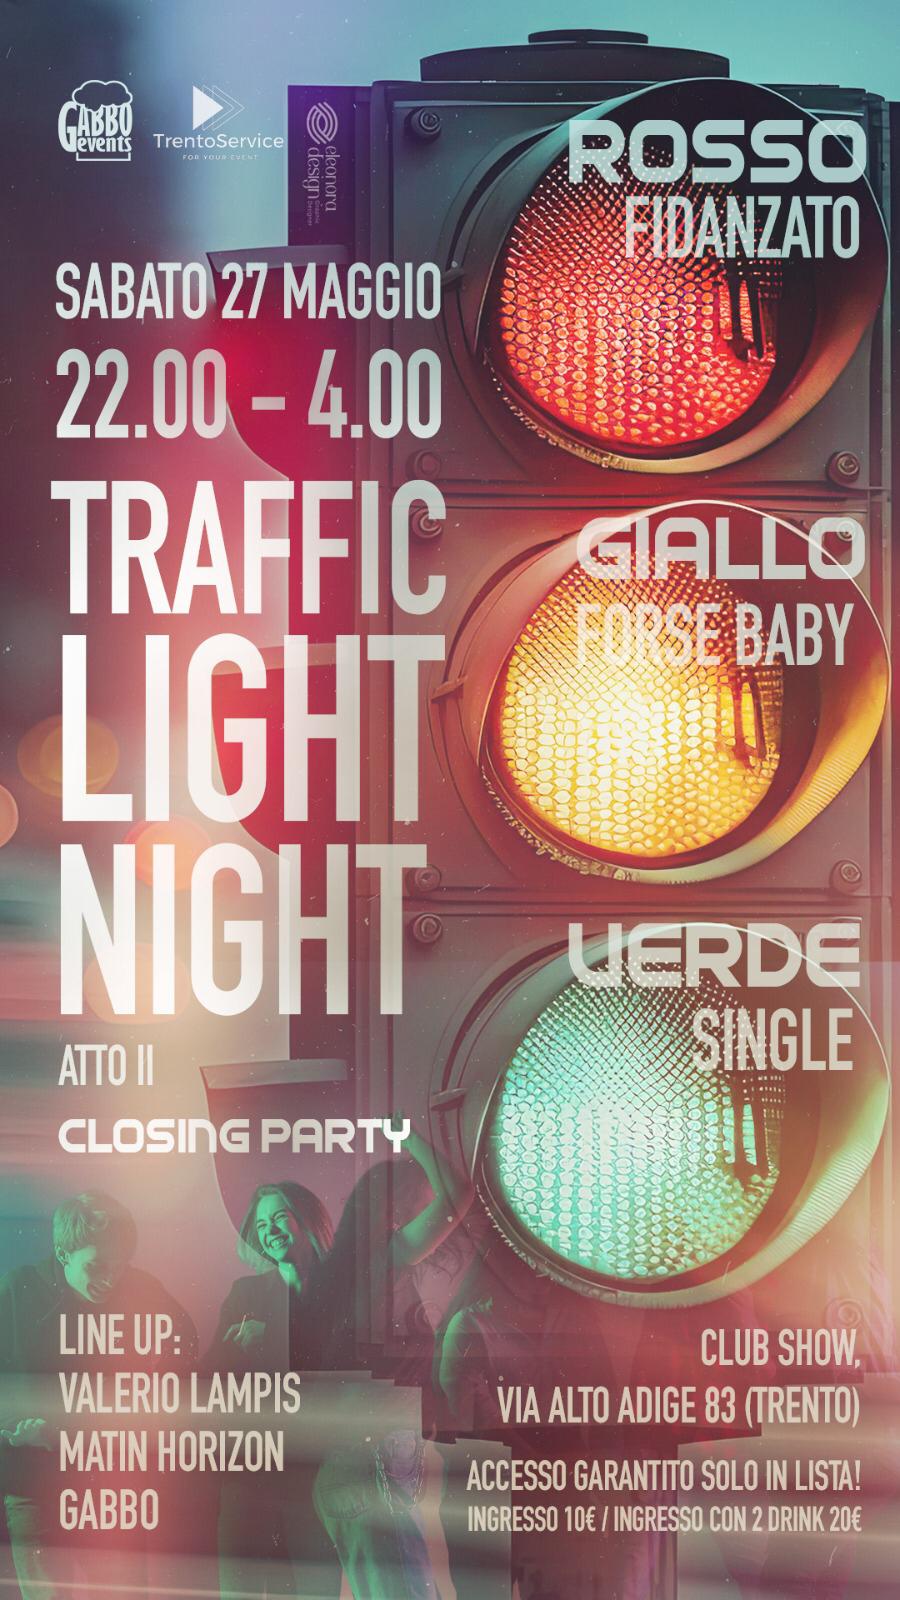 GABBO
events
TrentoService
FOR YOUR EVENT
eleonora
design
Graphic
Designer
ROSSO
FIDANZATO
SABATO 27 MAGGIO
22.00 - 4.00
TRAFFIC
LIGHT
NIGHT
GIALLO
FORSE BABY
VERDE
SINGLE
ATTO II
CLOSING PARTY
LINE UP:
VALERIO LAMPIS
MATIN HORIZON
GABBO
CLUB SHOW,
VIA ALTO ADIGE 83 (TRENTO)
ACCESSO GARANTITO SOLO IN LISTA!
INGRESSO 10€ / INGRESSO CON 2 DRINK 20€